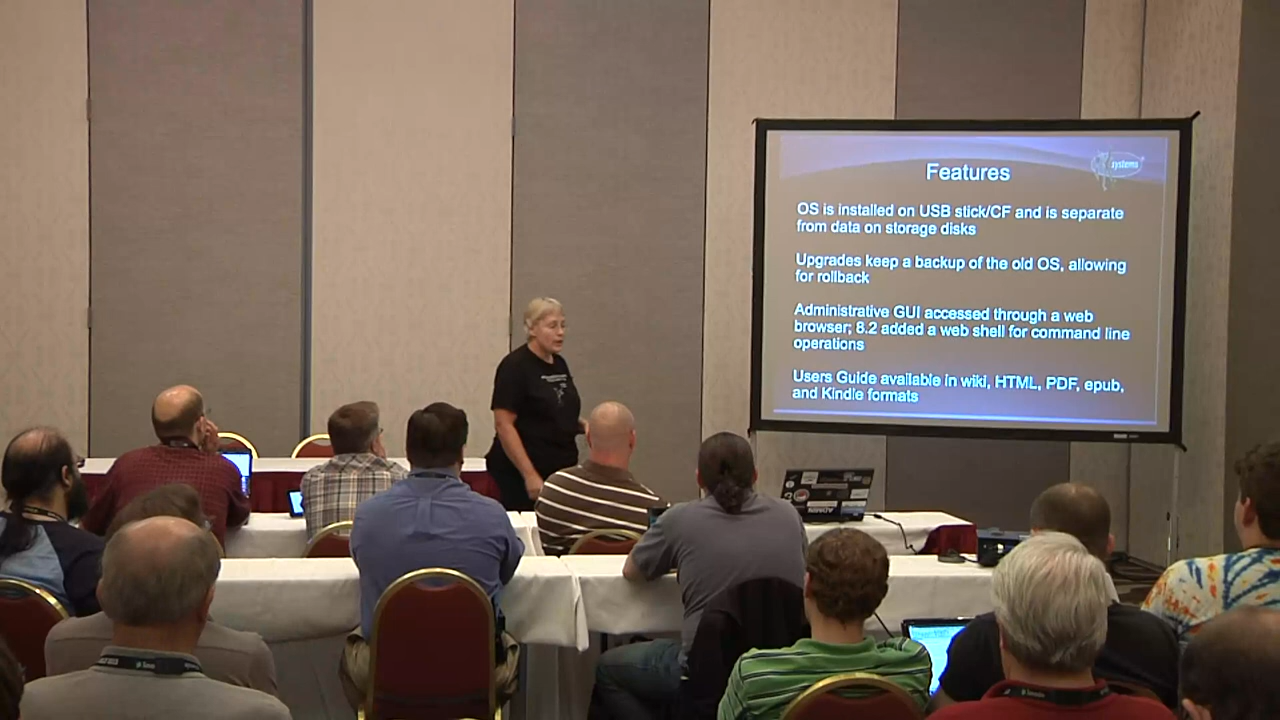 systems
Features
OS is installed on USB stick/CF and is separate
from data on storage disks
Upgrades keep a backup of the old OS, allowing
for rollback
Administrative GUI accessed through a web
browser; 8.2 added a web shell for command line
operations
Users Guide available in wiki, HTML, PDF, epub,
and Kindle formats